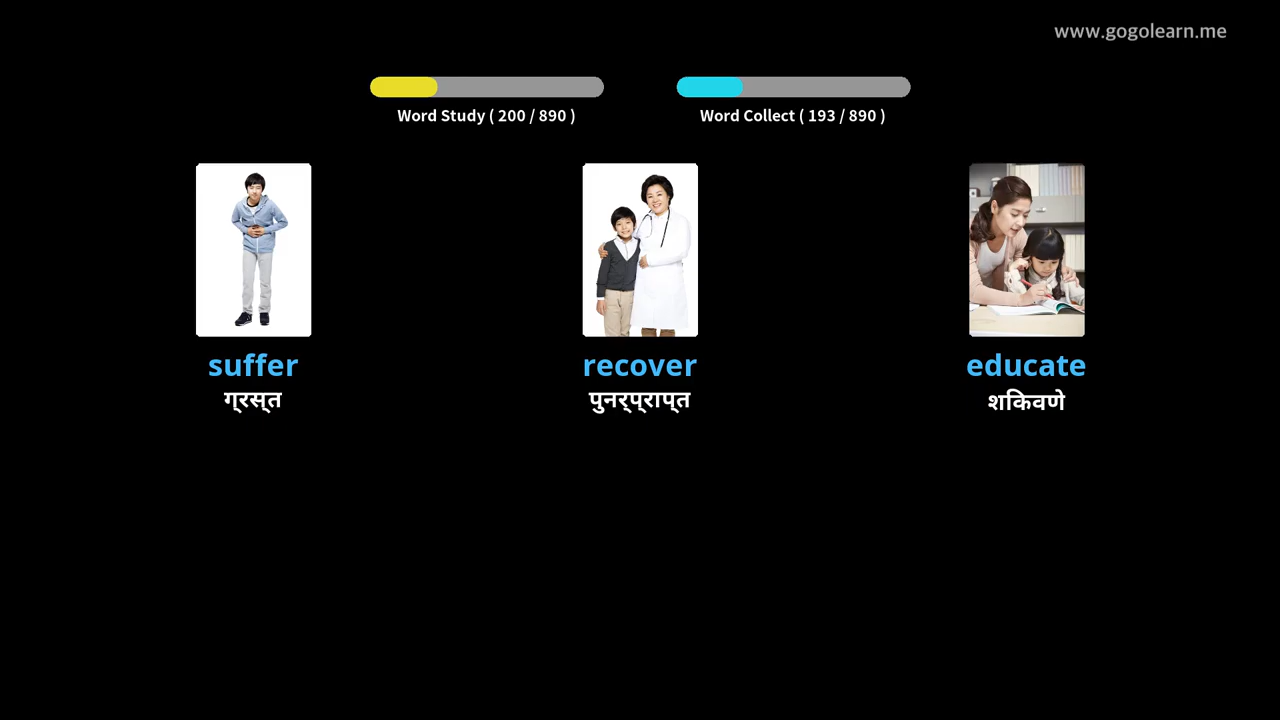 www.gogolearn.me
Word Study ( 200 / 890 )
Word Collect ( 193 / 890 )
suffer
ग्रस्त
recover
पुनर्प्राप्त
educate
शकिवणे